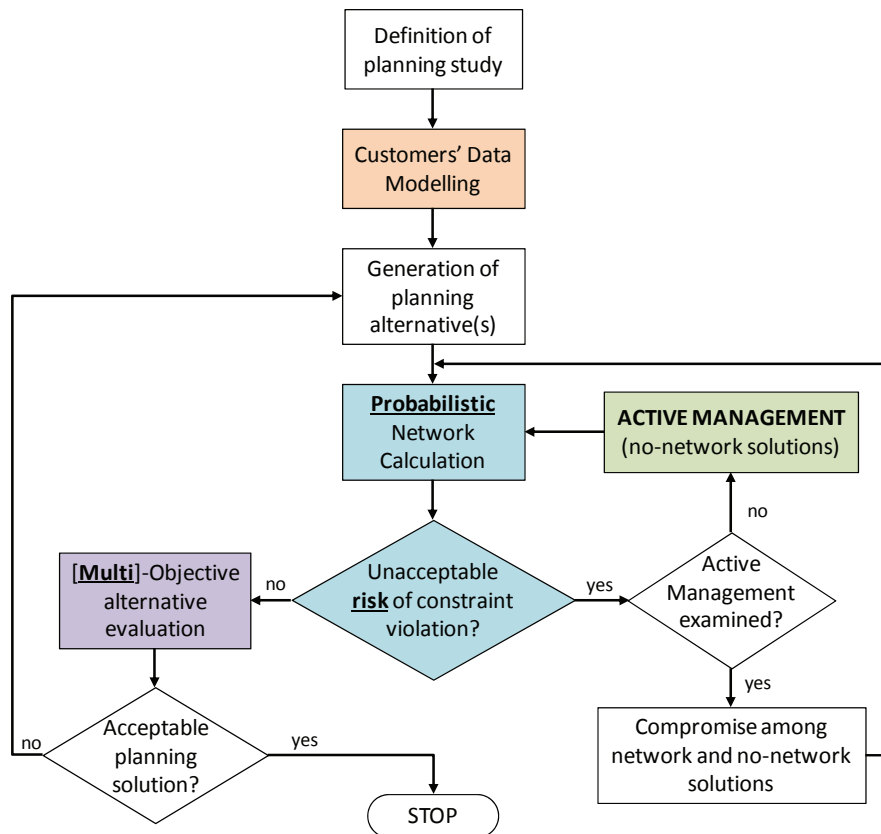 Definition of
planning study
Customers' Data
Modelling
Generation of
planning
alternative(s)
Probabilistic
Network
Calculation
ACTIVE MANAGEMENT
(no-network solutions)
no
Unacceptable
risk of constraint
violation?
no
yes
Active
Management
examined?
yes
[Multi]-Objective
alternative
evaluation
Compromise among
network and no-network
solutions
Acceptable
planning
solution?
no
yes
STOP